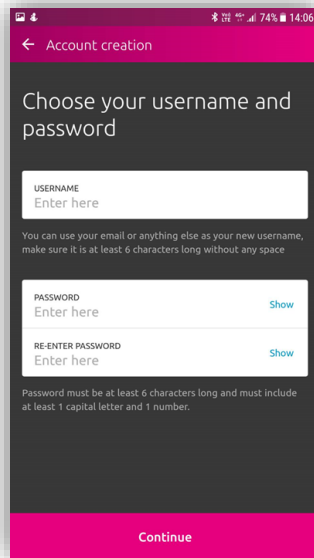 74% 14:06
Account creation
Choose your username and
password
USERNAME
Enter here
You can use your email or anything else as your new username,
make sure it is at least 6 characters long without any space
PASSWORD
Show
Enter here
RE-ENTER PASSWORD
Show
Enter here
Password must be at least 6 characters long and must include
at least 1 capital letter and 1 number.
Continue